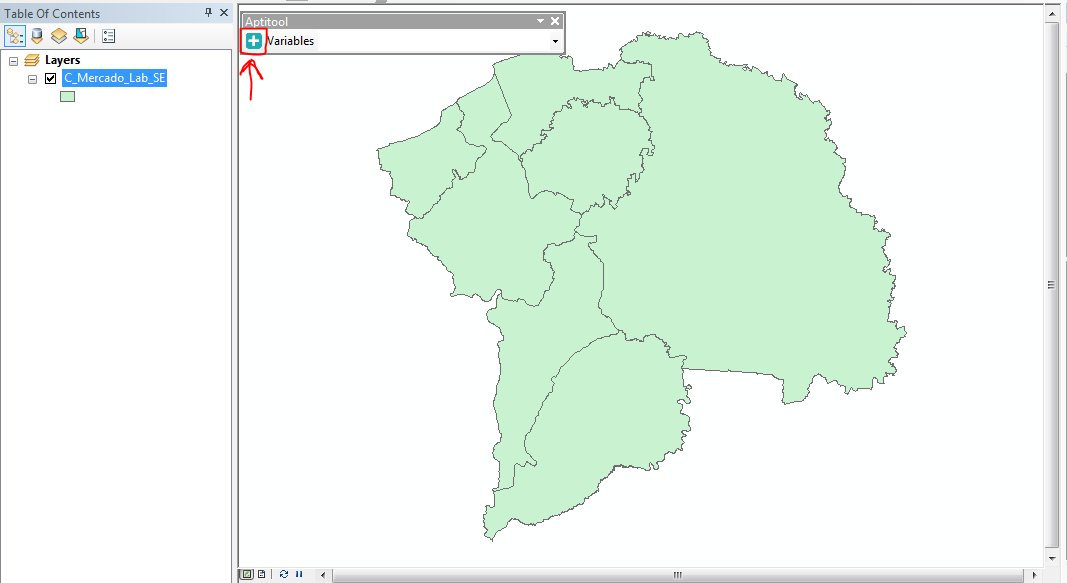 Table Of Contents
Layers
C_Mercado_Lab_SE
Aptitool
Variables